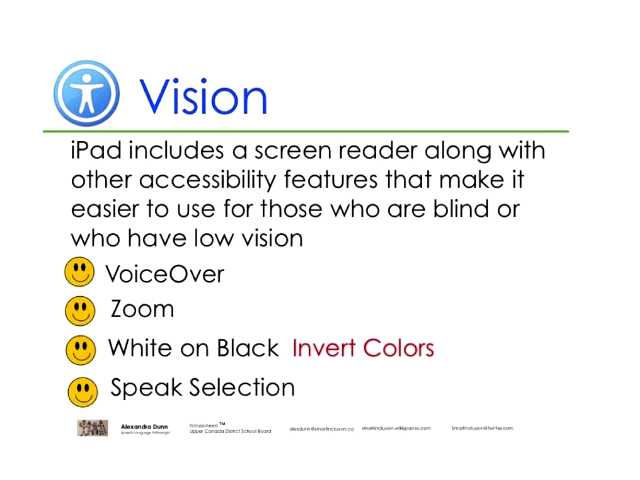 Vision
iPad includes a screen reader along with
other accessibility features that make it
easier to use for those who are blind or
who have low vision
VoiceOver
Zoom
White on Black Invert Colors
Speak Selection
Alexandra Dunn
Speech Language Pathologist
Inclusioneers ™
Upper Canada District School Board
alexdunn@smartinclusion.ca
smartinclusion.wikispaces.com
Smartinclusion@twitter.com